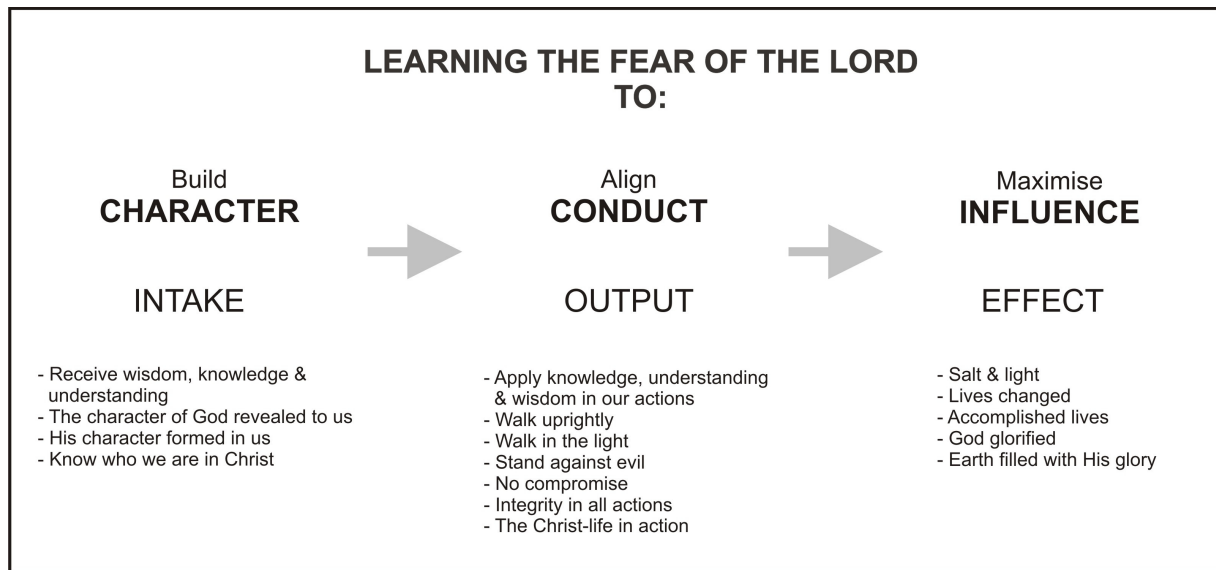 LEARNING THE FEAR OF THE LORD
TO:
Build
CHARACTER
INTAKE
- Receive wisdom, knowledge &
understanding
- The character of God revealed to us
- His character formed in us
- Know who we are in Christ
Align
CONDUCT
OUTPUT
- Apply knowledge, understanding
& wisdom in our actions
- Walk uprightly
- Walk in the light
- Stand against evil
- No compromise
- Integrity in all actions
- The Christ-life in action
Maximise
INFLUENCE
EFFECT
- Salt & light
- Lives changed
- Accomplished lives
- God glorified
- Earth filled with His glory